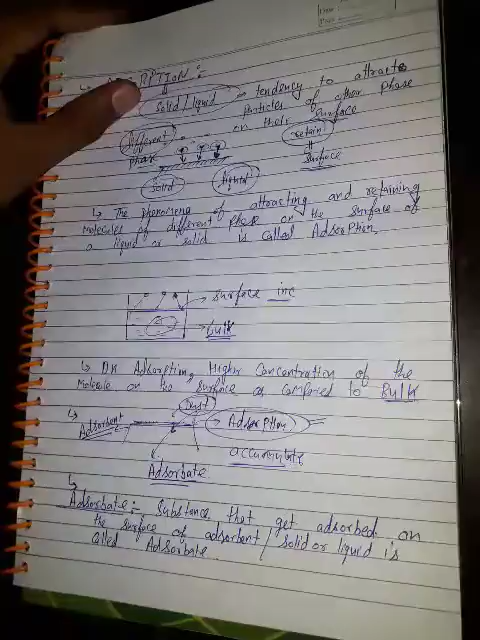 Solid / liquid → tendency to attracts
particles of other phase
on their surface
different
phase
retain
surface
Solid
liquid
↳ The phenomena of attracting and retaining
molecules of different phase on the surface of
a liquid or solid is called Adsorption.
→ surface inc
→ Bulk
↳ In Adsorption, Higher Concentration of the
Molecule on the surface as compared to Bulk
↳ Adsorbent
→ Adsorption
accumulate
Adsorbate
↳
Adsorbate :- Substance that get adsorbed on
the surface of adsorbent / solid or liquid is
called Adsorbate